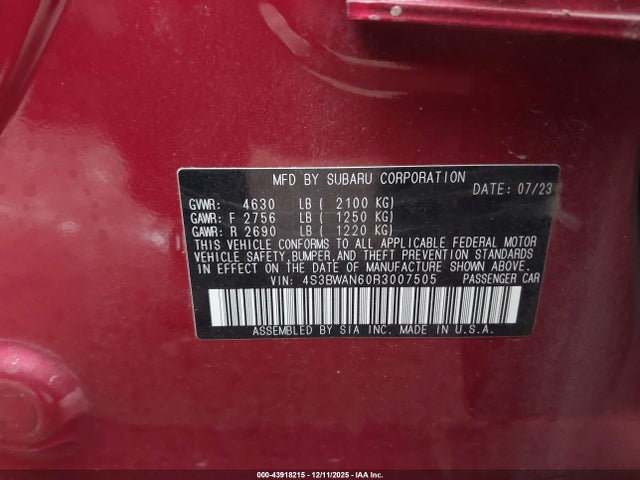 MFD BY SUBARU CORPORATION
DATE: 07/23
GVWR: 4630 LB ( 2100 KG)
GAWR: F 2756 LB ( 1250 KG)
GAWR: R 2690 LB ( 1220 KG)
THIS VEHICLE CONFORMS TO ALL APPLICABLE FEDERAL MOTOR
VEHICLE SAFETY, BUMPER, AND THEFT PREVENTION STANDARDS
IN EFFECT ON THE DATE OF MANUFACTURE SHOWN ABOVE.
VIN: 4S3BWAN60R3007505 PASSENGER CAR
ASSEMBLED BY SIA INC. MADE IN U.S.A.
000-43918215 - 12/11/2025 - IAA Inc.